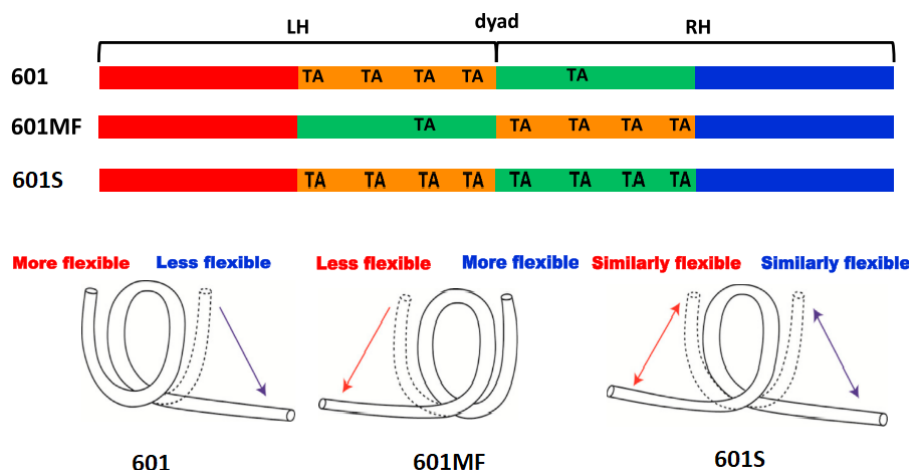 LH dyad RH
601 TA TA TA TA TA
601MF TA TA TA TA TA
601S TA TA TA TA TA TA TA TA
More flexible Less flexible Less flexible More flexible Similarly flexible Similarly flexible
601 601MF 601S